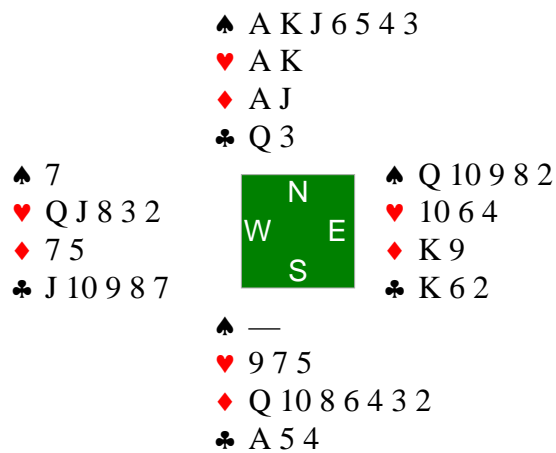 ♠ A K J 6 5 4 3
♥ A K
♦ A J
♣ Q 3
♠ 7
♥ Q J 8 3 2
♦ 7 5
♣ J 10 9 8 7
N
W E
S
♠ Q 10 9 8 2
♥ 10 6 4
♦ K 9
♣ K 6 2
♠ —
♥ 9 7 5
♦ Q 10 8 6 4 3 2
♣ A 5 4